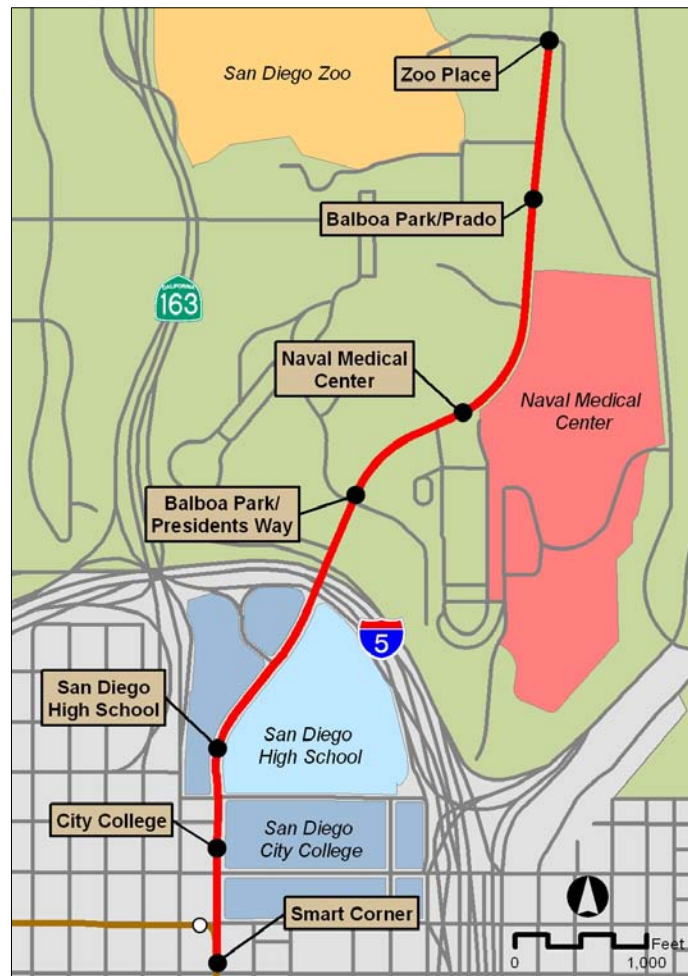 San Diego Zoo
Zoo Place
Balboa Park/Prado
CALIFORNIA
163
Naval Medical
Center
Naval Medical
Center
Balboa Park/
Presidents Way
5
San Diego
High School
San Diego
High School
City College
San Diego
City College
Smart Corner
Feet
0
1,000